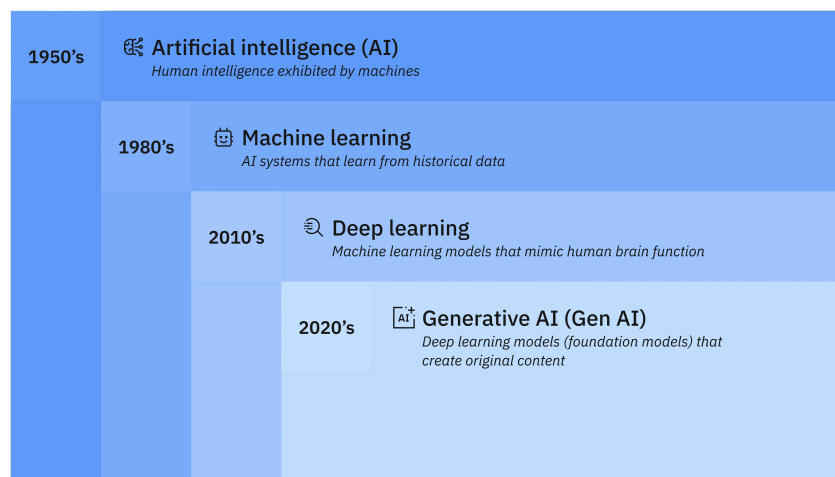 1950’s
Artificial intelligence (AI)
Human intelligence exhibited by machines
1980’s
Machine learning
AI systems that learn from historical data
2010’s
Deep learning
Machine learning models that mimic human brain function
2020’s
AI
Generative AI (Gen AI)
Deep learning models (foundation models) that
create original content